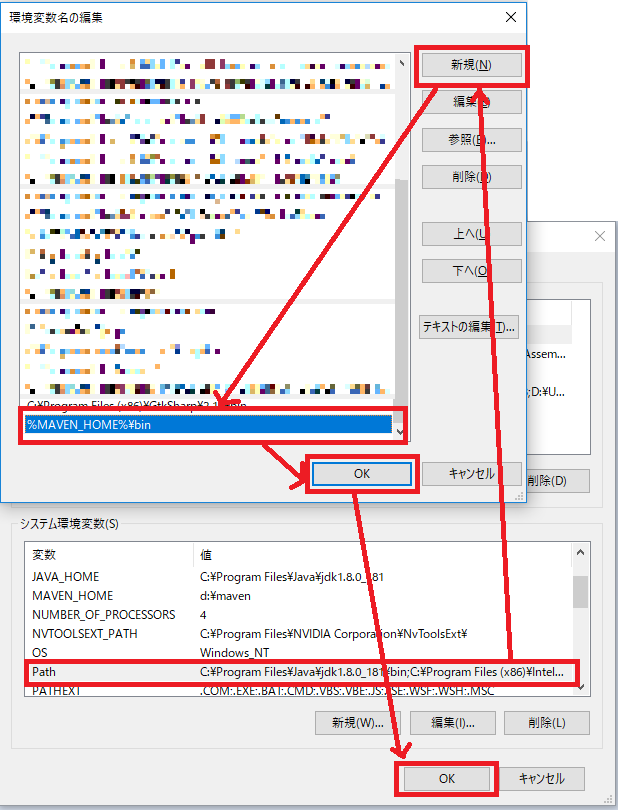 環境変数名の編集
新規(N)
編集
参照(
...
削除(D)
上へ(U
下へ(O
テキストの編集(T)...
C:¥Program Files (x86)¥GtkSharp¥2.1
¥bin
%MAVEN_HOME%¥bin
OK
キャンセル
Assem...
;D:¥U...
削除(D)
システム環境変数(S)
変数 値
JAVA_HOME C:¥Program Files¥Java¥jdk1.8.0_181
MAVEN_HOME d:¥maven
NUMBER_OF_PROCESSORS 4
NVTOOLSEXT_PATH C:¥Program Files¥NVIDIA Corporation¥NvToolsExt¥
OS Windows_NT
Path C:¥Program Files¥Java¥jdk1.8.0_181¥bin;C:¥Program Files (x86)¥Intel...
PATHEXT .COM;.EXE;.BAT;.CMD;.VBS;.VBE;.JS;.JSE;.WSF;.WSH;.MSC
新規(W)...
編集(I)...
削除(L)
OK
キャンセル